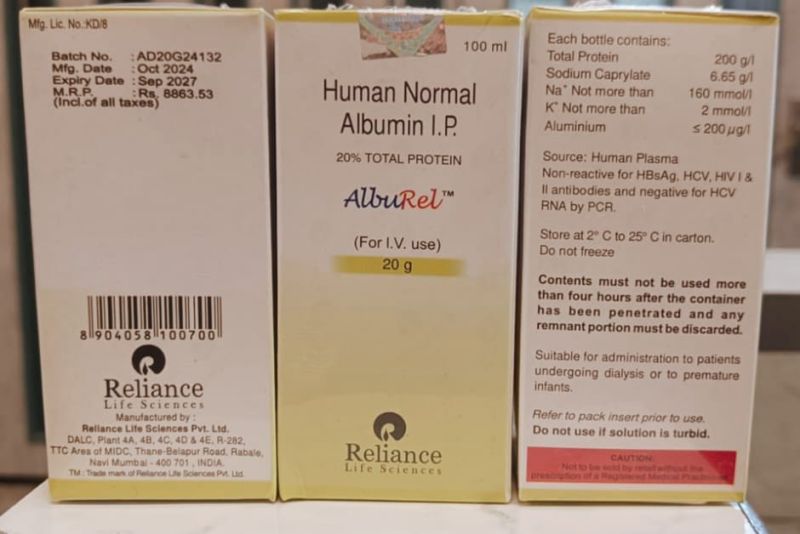 Mfg. Lic. No.:KD/8
Batch No. : AD20G24132
Mfg. Date : Oct 2024
Expiry Date : Sep 2027
M.R.P. : Rs. 8863.53
(Incl.of all taxes)
8 904058 100700
Reliance
Life Sciences
Manufactured by :
Reliance Life Sciences Pvt. Ltd.
DALC, Plant 4A, 4B, 4C, 4D & 4E, R-282,
TTC Area of MIDC, Thane-Belapur Road, Rabale,
Navi Mumbai - 400 701 , INDIA.
TM : Trade mark of Reliance Life Sciences Pvt. Ltd.
100 ml
Human Normal
Albumin I.P.
20% TOTAL PROTEIN
AlbuRel™
(For I.V. use)
20 g
Reliance
Life Sciences
Each bottle contains:
Total Protein 200 g/l
Sodium Caprylate 6.65 g/l
Na⁺ Not more than 160 mmol/l
K⁺ Not more than 2 mmol/l
Aluminium ≤ 200 µg/l
Source: Human Plasma
Non-reactive for HBsAg, HCV, HIV I &
II antibodies and negative for HCV
RNA by PCR.
Store at 2° C to 25° C in carton.
Do not freeze
Contents must not be used more
than four hours after the container
has been penetrated and any
remnant portion must be discarded.
Suitable for administration to patients
undergoing dialysis or to premature
infants.
Refer to pack insert prior to use.
Do not use if solution is turbid.
CAUTION:
Not to be sold by retail without the
prescription of a Registered Medical Practitioner